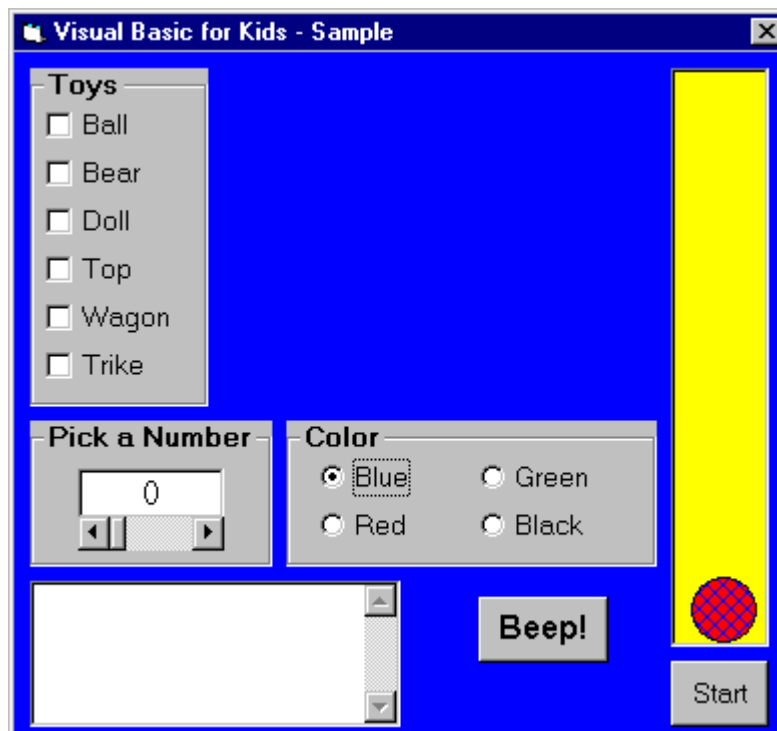 Visual Basic for Kids - Sample
Toys
Ball
Bear
Doll
Top
Wagon
Trike
Pick a Number
0
Color
Blue
Green
Red
Black
Beep!
Start